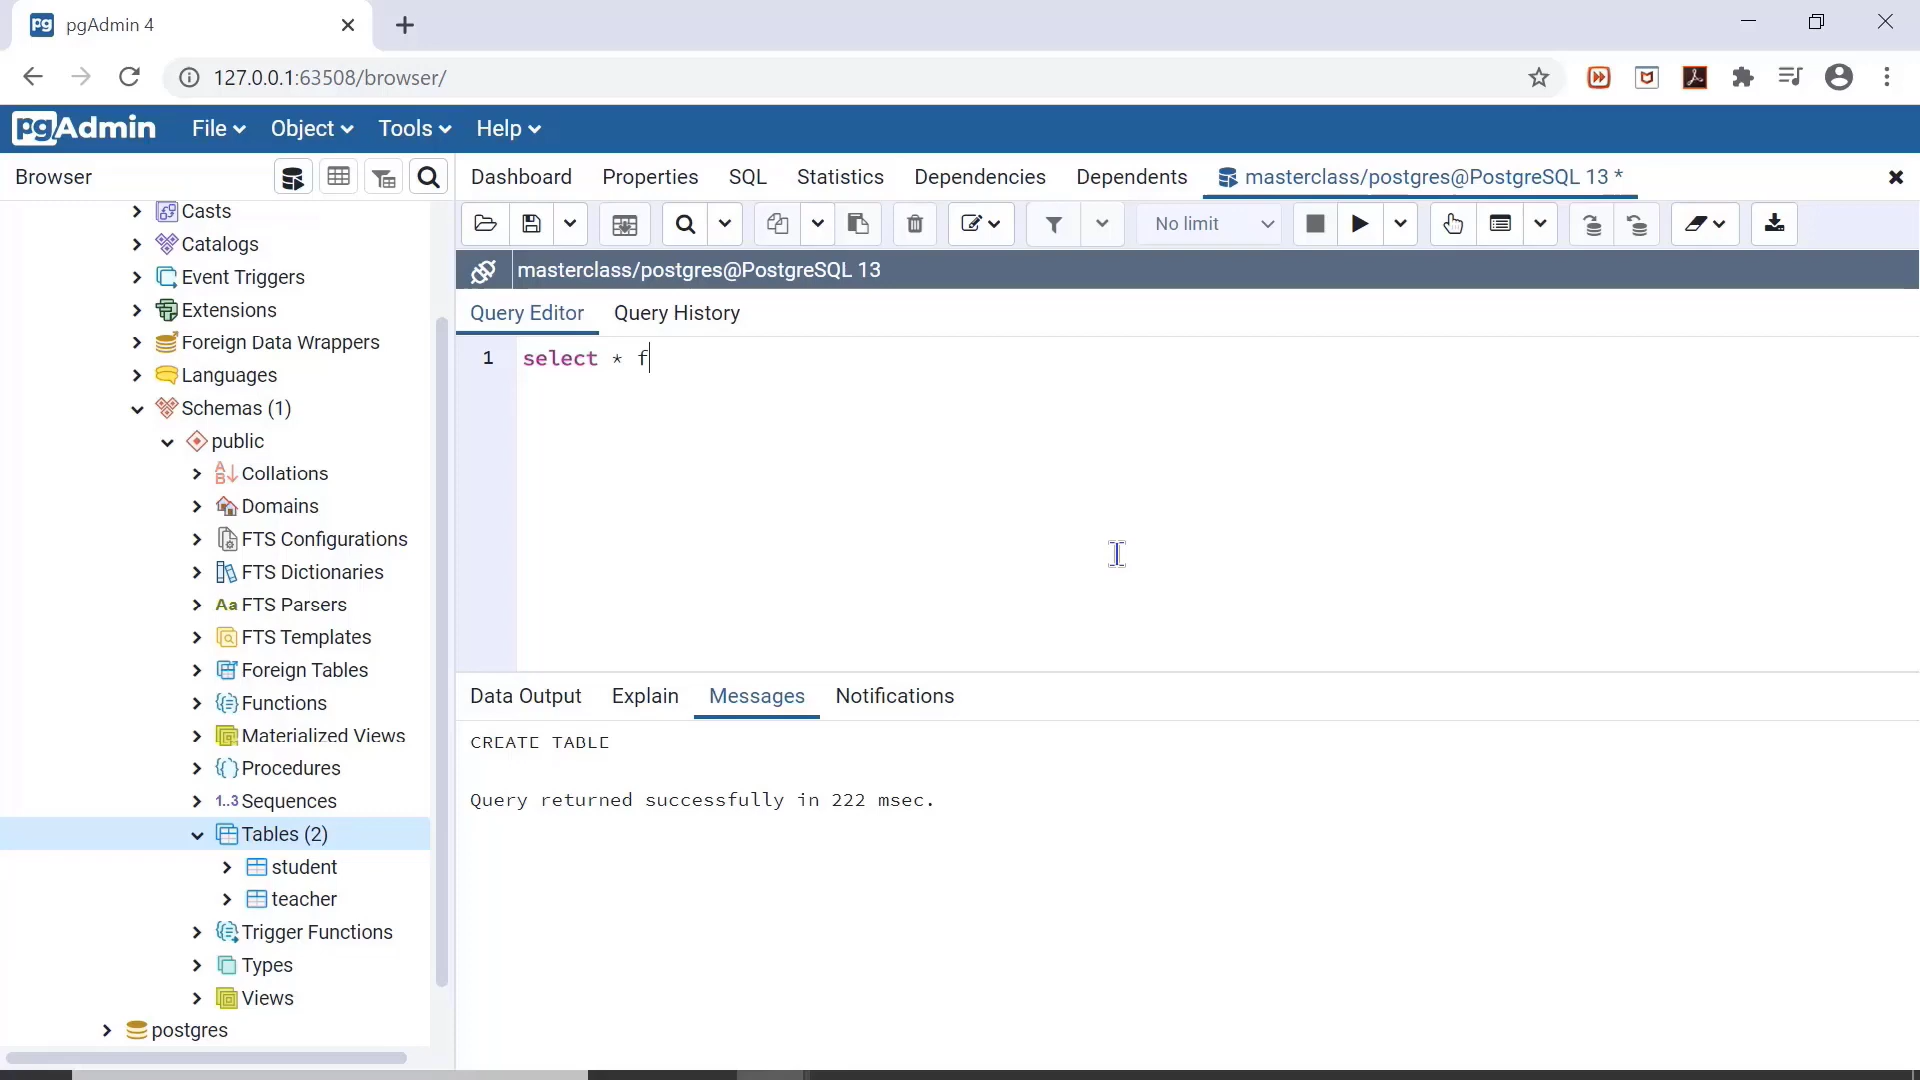 pgAdmin 4
127.0.0.1:63508/browser/
pgAdmin File Object Tools Help
Browser
Dashboard Properties SQL Statistics Dependencies Dependents masterclass/postgres@PostgreSQL 13 *
No limit
masterclass/postgres@PostgreSQL 13
Query Editor Query History
1 select * f
Data Output Explain Messages Notifications
CREATE TABLE
Query returned successfully in 222 msec.
Casts
Catalogs
Event Triggers
Extensions
Foreign Data Wrappers
Languages
Schemas (1)
public
Collations
Domains
FTS Configurations
FTS Dictionaries
Aa FTS Parsers
FTS Templates
Foreign Tables
Functions
Materialized Views
Procedures
1..3 Sequences
Tables (2)
student
teacher
Trigger Functions
Types
Views
postgres